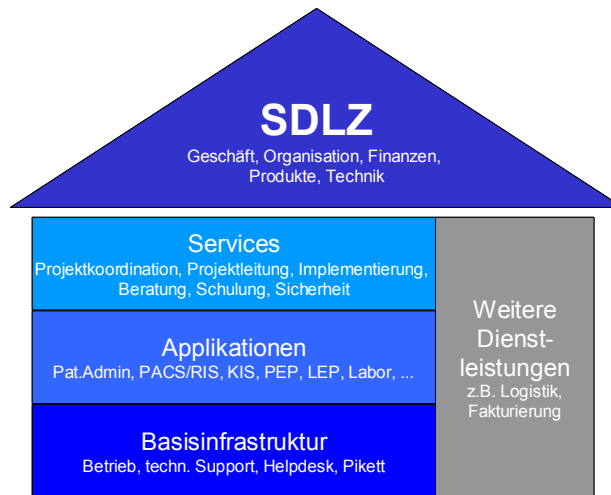 SDLZ
Geschäft, Organisation, Finanzen,
Produkte, Technik
Services
Projektkoordination, Projektleitung, Implementierung,
Beratung, Schulung, Sicherheit
Applikationen
Pat.Admin, PACS/RIS, KIS, PEP, LEP, Labor, ...
Basisinfrastruktur
Betrieb, techn. Support, Helpdesk, Pikett
Weitere
Dienst-
leistungen
z.B. Logistik,
Fakturierung